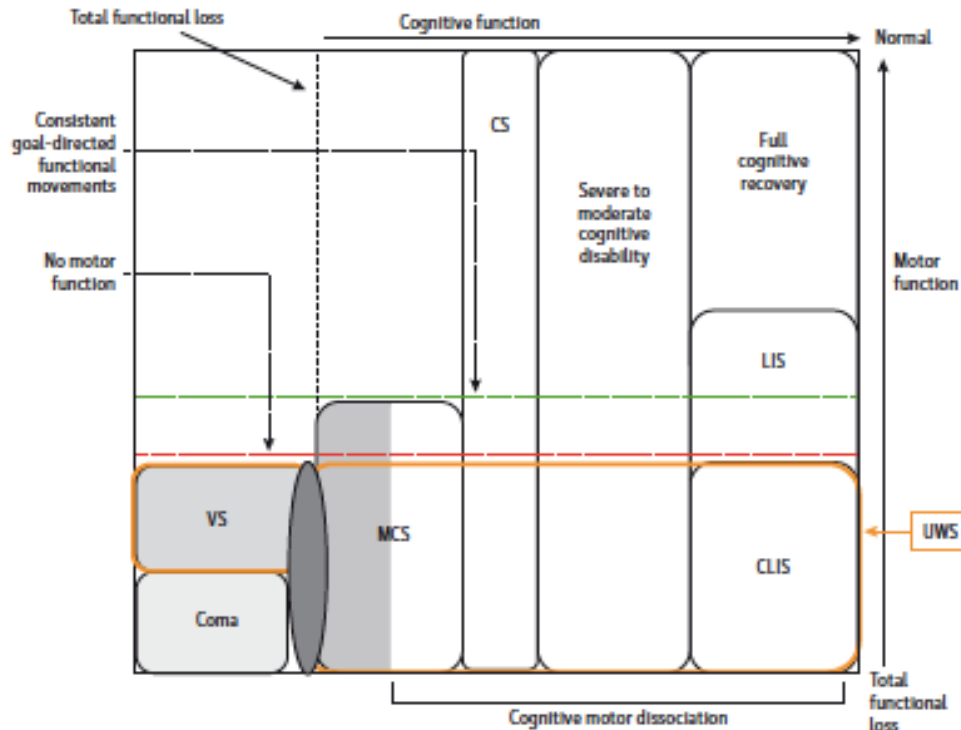 Total functional loss
Cognitive function
Normal
Consistent
goal-directed
functional
movements
CS
Full
cognitive
recovery
Severe to
moderate
cognitive
disability
No motor
function
Motor
function
LIS
VS
MCS
UWS
CLIS
Coma
Total
functional
loss
Cognitive motor dissociation